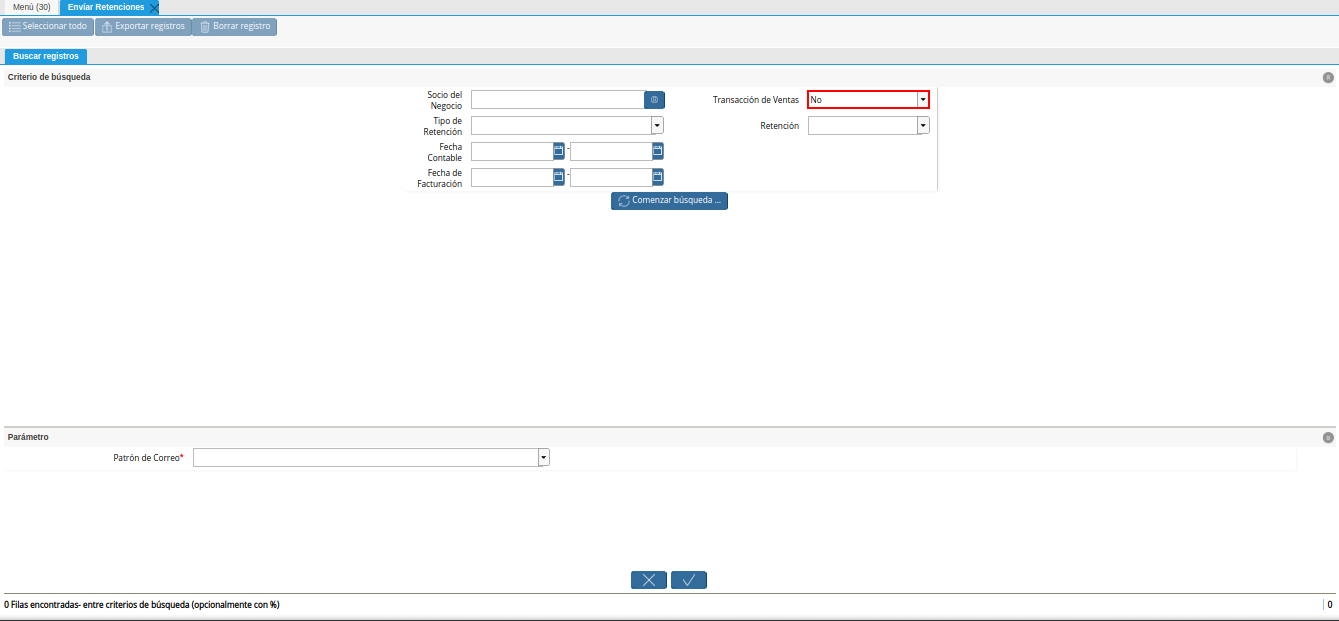 Menú (30) Enviar Retenciones
Seleccionar todo Exportar registros Borrar registro
Buscar registros
Criterio de búsqueda
Socio del Negocio Transacción de Ventas No
Tipo de Retención Retención
Fecha Contable -
Fecha de Facturación -
Comenzar búsqueda ...
Parámetro
Patrón de Correo*
0 Filas encontradas- entre criterios de búsqueda (opcionalmente con %) 0